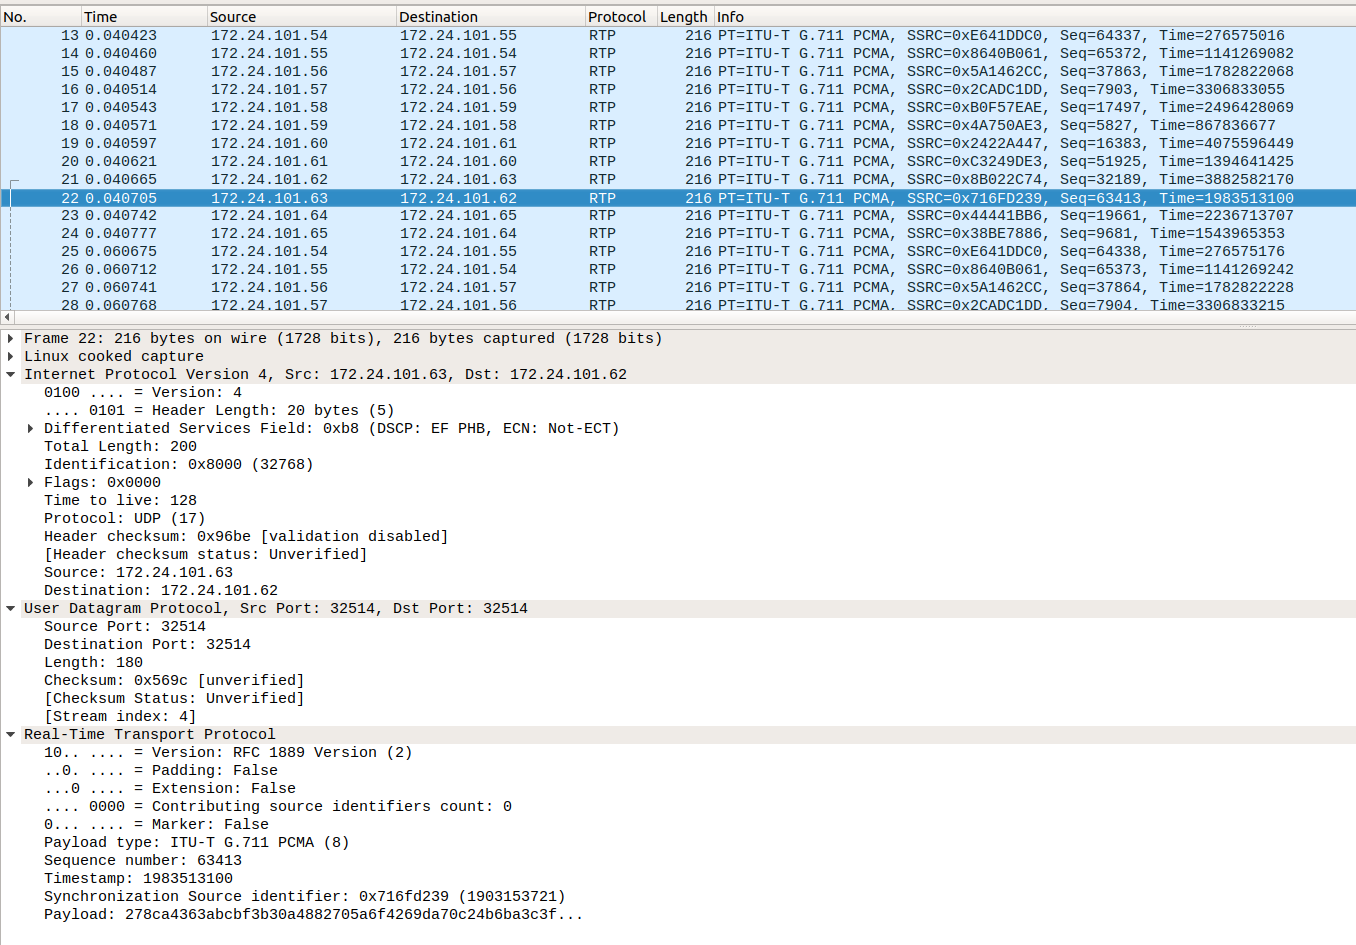 No. Time Source Destination Protocol Length Info
13 0.040423 172.24.101.54 172.24.101.55 RTP 216 PT=ITU-T G.711 PCMA, SSRC=0xE641DDC0, Seq=64337, Time=276575016
14 0.040460 172.24.101.55 172.24.101.54 RTP 216 PT=ITU-T G.711 PCMA, SSRC=0x8640B061, Seq=65372, Time=1141269082
15 0.040487 172.24.101.56 172.24.101.57 RTP 216 PT=ITU-T G.711 PCMA, SSRC=0x5A1462CC, Seq=37863, Time=1782822068
16 0.040514 172.24.101.57 172.24.101.56 RTP 216 PT=ITU-T G.711 PCMA, SSRC=0x2CADC1DD, Seq=7903, Time=3306833055
17 0.040543 172.24.101.58 172.24.101.59 RTP 216 PT=ITU-T G.711 PCMA, SSRC=0xB0F57EAE, Seq=17497, Time=2496428069
18 0.040571 172.24.101.59 172.24.101.58 RTP 216 PT=ITU-T G.711 PCMA, SSRC=0x4A750AE3, Seq=5827, Time=867836677
19 0.040597 172.24.101.60 172.24.101.61 RTP 216 PT=ITU-T G.711 PCMA, SSRC=0x2422A447, Seq=16383, Time=4075596449
20 0.040621 172.24.101.61 172.24.101.60 RTP 216 PT=ITU-T G.711 PCMA, SSRC=0xC3249DE3, Seq=51925, Time=1394641425
21 0.040665 172.24.101.62 172.24.101.63 RTP 216 PT=ITU-T G.711 PCMA, SSRC=0x8B022C74, Seq=32189, Time=3882582170
22 0.040705 172.24.101.63 172.24.101.62 RTP 216 PT=ITU-T G.711 PCMA, SSRC=0x716FD239, Seq=63413, Time=1983513100
23 0.040742 172.24.101.64 172.24.101.65 RTP 216 PT=ITU-T G.711 PCMA, SSRC=0x44441BB6, Seq=19661, Time=2236713707
24 0.040777 172.24.101.65 172.24.101.64 RTP 216 PT=ITU-T G.711 PCMA, SSRC=0x38BE7886, Seq=9681, Time=1543965353
25 0.060675 172.24.101.54 172.24.101.55 RTP 216 PT=ITU-T G.711 PCMA, SSRC=0xE641DDC0, Seq=64338, Time=276575176
26 0.060712 172.24.101.55 172.24.101.54 RTP 216 PT=ITU-T G.711 PCMA, SSRC=0x8640B061, Seq=65373, Time=1141269242
27 0.060741 172.24.101.56 172.24.101.57 RTP 216 PT=ITU-T G.711 PCMA, SSRC=0x5A1462CC, Seq=37864, Time=1782822228
28 0.060768 172.24.101.57 172.24.101.56 RTP 216 PT=ITU-T G.711 PCMA, SSRC=0x2CADC1DD, Seq=7904, Time=3306833215
Frame 22: 216 bytes on wire (1728 bits), 216 bytes captured (1728 bits)
Linux cooked capture
Internet Protocol Version 4, Src: 172.24.101.63, Dst: 172.24.101.62
0100 .... = Version: 4
.... 0101 = Header Length: 20 bytes (5)
Differentiated Services Field: 0xb8 (DSCP: EF PHB, ECN: Not-ECT)
Total Length: 200
Identification: 0x8000 (32768)
Flags: 0x0000
Time to live: 128
Protocol: UDP (17)
Header checksum: 0x96be [validation disabled]
[Header checksum status: Unverified]
Source: 172.24.101.63
Destination: 172.24.101.62
User Datagram Protocol, Src Port: 32514, Dst Port: 32514
Source Port: 32514
Destination Port: 32514
Length: 180
Checksum: 0x569c [unverified]
[Checksum Status: Unverified]
[Stream index: 4]
Real-Time Transport Protocol
10.. .... = Version: RFC 1889 Version (2)
..0. .... = Padding: False
...0 .... = Extension: False
.... 0000 = Contributing source identifiers count: 0
0... .... = Marker: False
Payload type: ITU-T G.711 PCMA (8)
Sequence number: 63413
Timestamp: 1983513100
Synchronization Source identifier: 0x716fd239 (1903153721)
Payload: 278ca4363abcbf3b30a4882705a6f4269da70c24b6ba3c3f...